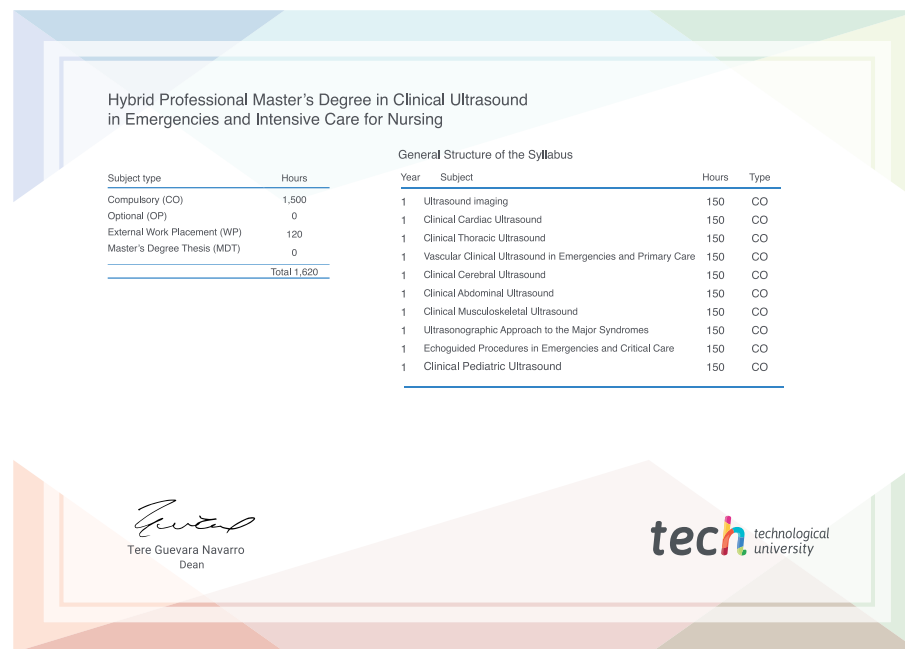 Hybrid Professional Master's Degree in Clinical Ultrasound
in Emergencies and Intensive Care for Nursing
General Structure of the Syllabus
Subject type Hours
Compulsory (CO) 1,500
Optional (OP) 0
External Work Placement (WP) 120
Master's Degree Thesis (MDT) 0
Total 1,620
Year Subject Hours Type
1 Ultrasound imaging 150 CO
1 Clinical Cardiac Ultrasound 150 CO
1 Clinical Thoracic Ultrasound 150 CO
1 Vascular Clinical Ultrasound in Emergencies and Primary Care 150 CO
1 Clinical Cerebral Ultrasound 150 CO
1 Clinical Abdominal Ultrasound 150 CO
1 Clinical Musculoskeletal Ultrasound 150 CO
1 Ultrasonographic Approach to the Major Syndromes 150 CO
1 Echoguided Procedures in Emergencies and Critical Care 150 CO
1 Clinical Pediatric Ultrasound 150 CO
Tere Guevara Navarro
Dean
tech technological
university